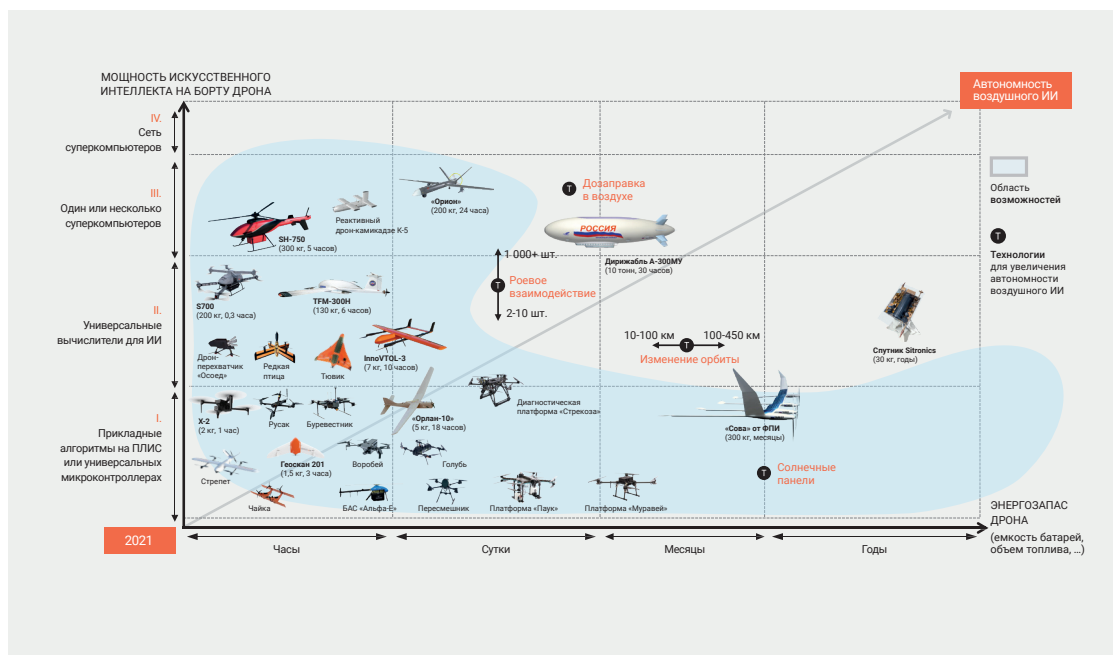 МОЩНОСТЬ ИСКУССТВЕННОГО
ИНТЕЛЛЕКТА НА БОРТУ ДРОНА
Автономность
воздушного ИИ
IV.
Сеть
суперкомпьютеров
III.
Один или несколько
суперкомпьютеров
II.
Универсальные
вычислители для ИИ
I.
Прикладные
алгоритмы на ПЛИС
или универсальных
микроконтроллерах
SH-750
(300 кг, 5 часов)
Реактивный
дрон-камикадзе К-5
«Орион»
(200 кг, 24 часа)
Т
Дозаправка
в воздухе
РОССИЯ
Дирижабль А-300МУ
(10 тонн, 30 часов)
1 000+ шт.
Т
Роевое
взаимодействие
2-10 шт.
S700
(200 кг, 0,3 часа)
TFM-300H
(130 кг, 6 часов)
InnoVTOL-3
(7 кг, 10 часов)
Дрон-
перехватчик
«Осоед»
Редкая
птица
Тювик
10-100 км
Т
100-450 км
Изменение орбиты
Спутник Sitronics
(30 кг, годы)
X-2
(2 кг, 1 час)
Русак
Буревестник
«Орлан-10»
(5 кг, 18 часов)
Диагностическая
платформа «Стрекоза»
«Сова» от ФПИ
(300 кг, месяцы)
Стрепет
Геоскан 201
(1,5 кг, 3 часа)
Воробей
Голубь
Т
Солнечные
панели
Чайка
БАС «Альфа-Е»
Пересмешник
Платформа «Паук»
Платформа «Муравей»
Область
возможностей
Т
Технологии
для увеличения
автономности
воздушного ИИ
ЭНЕРГОЗАПАС
ДРОНА
(емкость батарей,
объем топлива, ...)
2021
Часы
Сутки
Месяцы
Годы